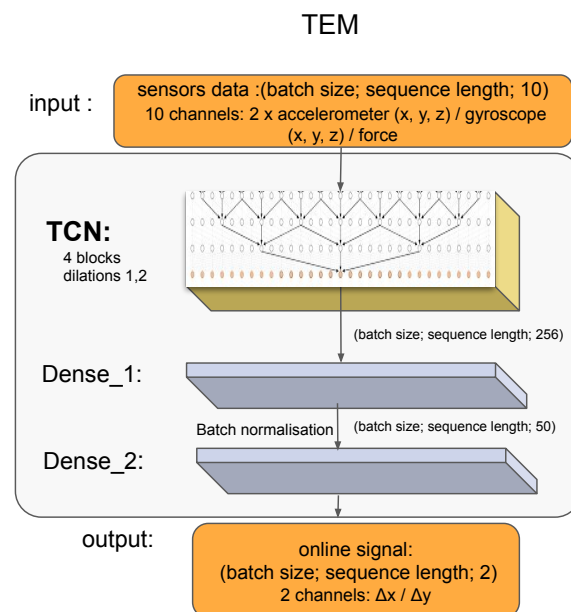 TEM
input :
sensors data :(batch size; sequence length; 10)
10 channels: 2 x accelerometer (x, y, z) / gyroscope
(x, y, z) / force
TCN:
4 blocks
dilations 1,2
(batch size; sequence length; 256)
Dense_1:
Batch normalisation
(batch size; sequence length; 50)
Dense_2:
output:
online signal:
(batch size; sequence length; 2)
2 channels: Δx / Δy